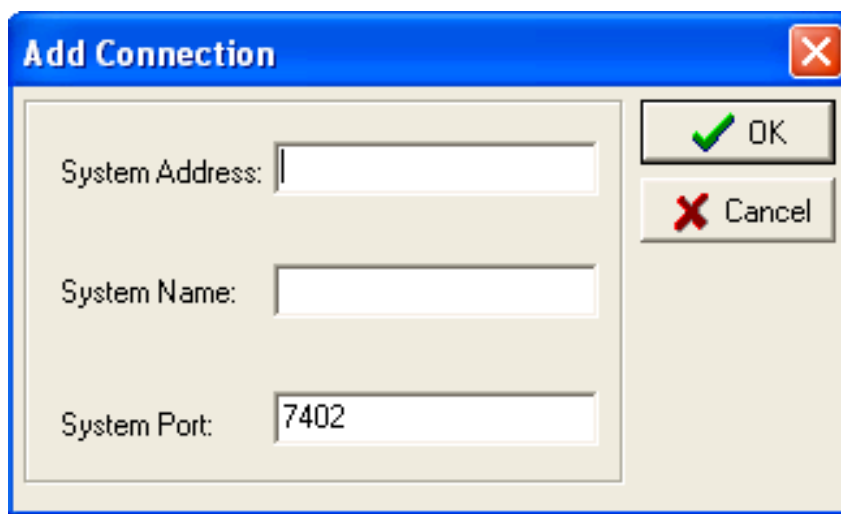 Add Connection
System Address:
OK
Cancel
System Name:
System Port: 7402